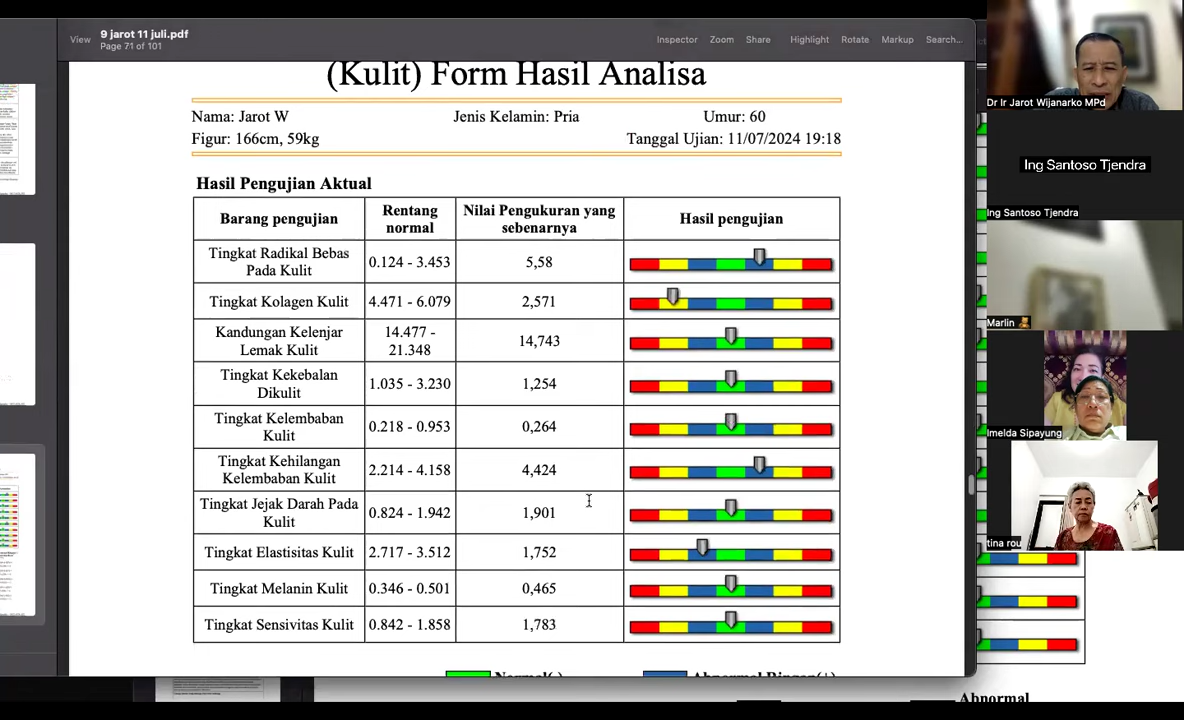 View
9 jarot 11 juli.pdf
Page 71 of 101
Inspector Zoom Share Highlight Rotate Markup Search...
(Kulit) Form Hasil Analisa
Nama: Jarot W Jenis Kelamin: Pria Umur: 60
Figur: 166cm, 59kg Tanggal Ujian: 11/07/2024 19:18
Hasil Pengujian Aktual
Barang pengujian Rentang normal Nilai Pengukuran yang sebenarnya Hasil pengujian
Tingkat Radikal Bebas Pada Kulit 0.124 - 3.453 5,58
Tingkat Kolagen Kulit 4.471 - 6.079 2,571
Kandungan Kelenjar Lemak Kulit 14.477 - 21.348 14,743
Tingkat Kekebalan Dikulit 1.035 - 3.230 1,254
Tingkat Kelembaban Kulit 0.218 - 0.953 0,264
Tingkat Kehilangan Kelembaban Kulit 2.214 - 4.158 4,424
Tingkat Jejak Darah Pada Kulit 0.824 - 1.942 1,901
Tingkat Elastisitas Kulit 2.717 - 3.512 1,752
Tingkat Melanin Kulit 0.346 - 0.501 0,465
Tingkat Sensivitas Kulit 0.842 - 1.858 1,783
Normal(-) Abnormal Ringan(+)
Abnormal
Dr Ir Jarot Wijanarko MPd
Ing Santoso Tjendra
Ing Santoso Tjendra
Marlin
Imelda Sipayung
tina rou